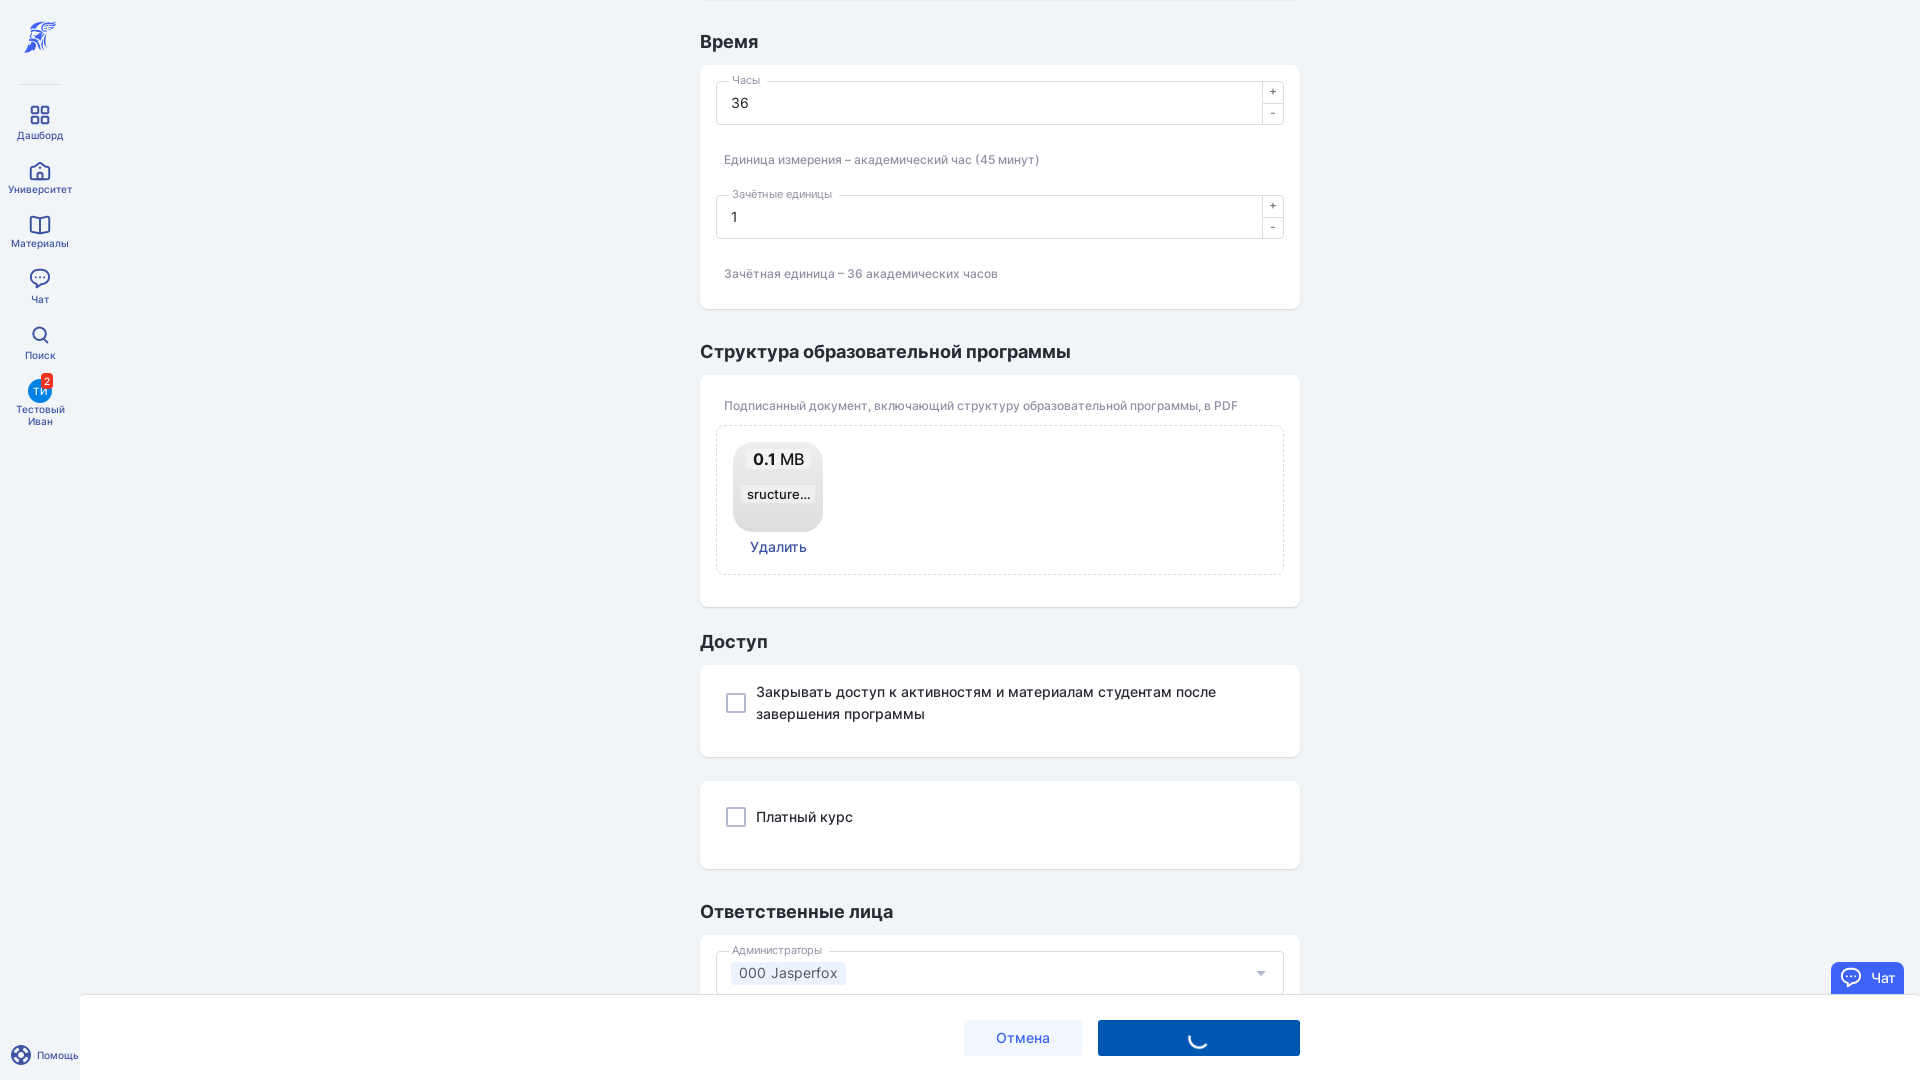 Дашборд
Университет
Материалы
Чат
Поиск
ТИ
2
Тестовый
Иван
Помощь
Время
Часы
36
+
-
Единица измерения – академический час (45 минут)
Зачётные единицы
1
+
-
Зачётная единица – 36 академических часов
Структура образовательной программы
Подписанный документ, включающий структуру образовательной программы, в PDF
0.1 MB
sructure...
Удалить
Доступ
Закрывать доступ к активностям и материалам студентам после
завершения программы
Платный курс
Ответственные лица
Администраторы
000 Jasperfox
Чат
Отмена